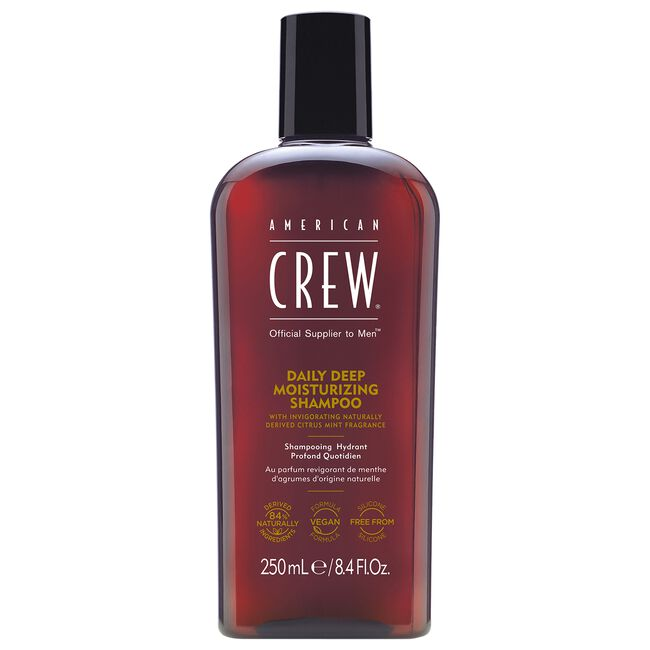 AMERICAN
CREW®
Official Supplier to Men™
DAILY DEEP
MOISTURIZING
SHAMPOO
WITH INVIGORATING NATURALLY
DERIVED CITRUS MINT FRAGRANCE
Shampooing Hydrant
Profond Quotidien
Au parfum revigorant de menthe
d'agrumes d'origine naturelle
DERIVED
84%
NATURALLY
INGREDIENTS
FORMULA
VEGAN
FORMULA
SILICONE
FREE FROM
SILICONE
250 mL ℮/8.4 Fl.Oz.